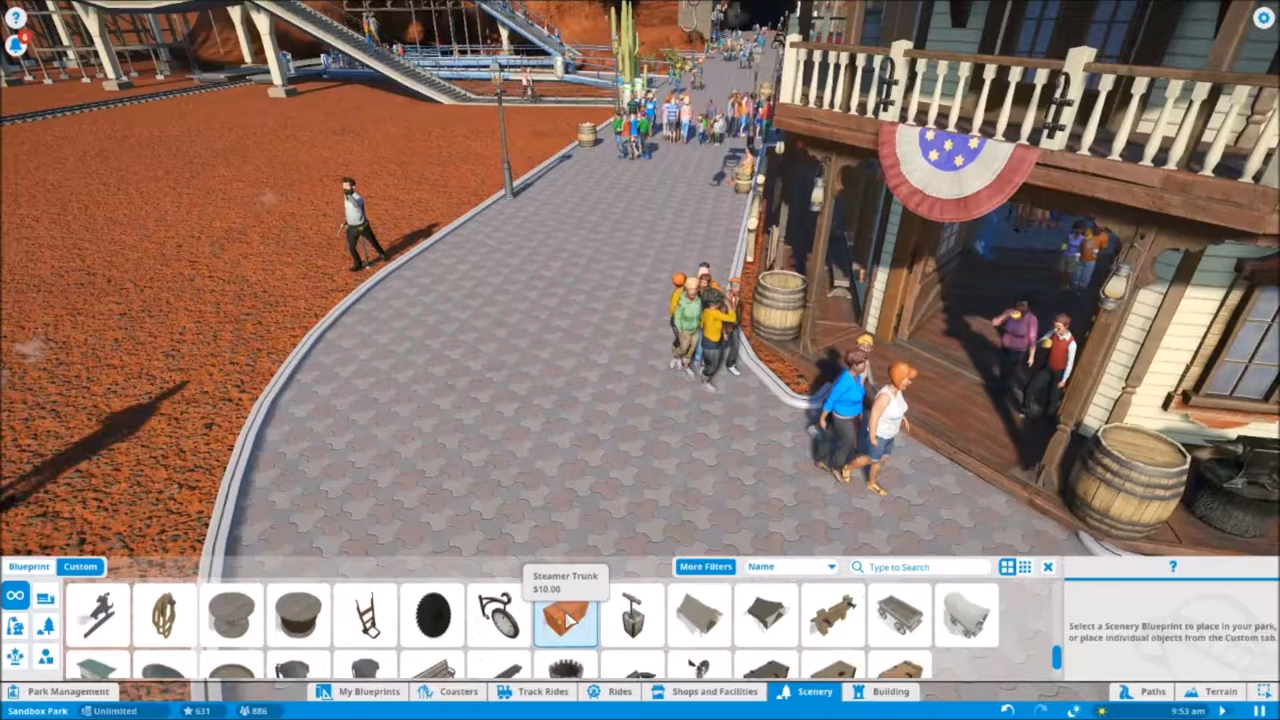 ?
6
Blueprint
Custom
More Filters
Name
Type to Search
?
Steamer Trunk
$10.00
Select a Scenery Blueprint to place in your park,
or place individual objects from the Custom tab.
Park Management
My Blueprints
Coasters
Track Rides
Rides
Shops and Facilities
Scenery
Building
Paths
Terrain
Sandbox Park
Unlimited
631
886
9:53 am